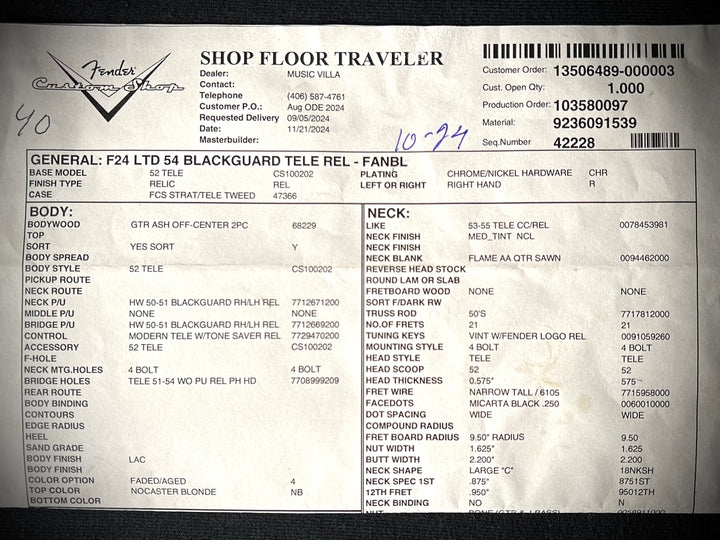 Fender
Custom Shop
40
SHOP FLOOR TRAVELER
Dealer: MUSIC VILLA
Contact:
Telephone (406) 587-4761
Customer P.O.: Aug ODE 2024
Requested Delivery 09/05/2024
Date: 11/21/2024
Masterbuilder:
10-24
Customer Order: 13506489-000003
Cust. Open Qty: 1.000
Production Order: 103580097
Material: 9236091539
Seq.Number 42228
GENERAL: F24 LTD 54 BLACKGUARD TELE REL - FANBL
BASE MODEL 52 TELE CS100202 PLATING CHROME/NICKEL HARDWARE CHR
FINISH TYPE RELIC REL LEFT OR RIGHT RIGHT HAND R
CASE FCS STRAT/TELE TWEED 47366
BODY:
BODYWOOD GTR ASH OFF-CENTER 2PC 68229
TOP
SORT YES SORT Y
BODY SPREAD
BODY STYLE 52 TELE CS100202
PICKUP ROUTE
NECK ROUTE
NECK P/U HW 50-51 BLACKGUARD RH/LH REL 7712671200
MIDDLE P/U NONE NONE
BRIDGE P/U HW 50-51 BLACKGUARD RH/LH REL 7712669200
CONTROL MODERN TELE W/TONE SAVER REL 7729470200
ACCESSORY 52 TELE CS100202
F-HOLE
NECK MTG.HOLES 4 BOLT 4 BOLT
BRIDGE HOLES TELE 51-54 WO PU REL PH HD 7708999209
REAR ROUTE
BODY BINDING
CONTOURS
EDGE RADIUS
HEEL
SAND GRADE
BODY FINISH LAC
BODY FINISH
COLOR OPTION FADED/AGED 4
TOP COLOR NOCASTER BLONDE NB
BOTTOM COLOR
NECK:
LIKE 53-55 TELE CC/REL 0078453981
NECK FINISH MED_TINT NCL
NECK FINISH
NECK BLANK FLAME AA QTR SAWN 0094462000
REVERSE HEAD STOCK
ROUND LAM OR SLAB
FRETBOARD WOOD NONE NONE
SORT F/DARK RW
TRUSS ROD 50'S 7717812000
NO.OF FRETS 21 21
TUNING KEYS VINT W/FENDER LOGO REL 0091059260
MOUNTING STYLE 4 BOLT 4 BOLT
HEAD STYLE TELE TELE
HEAD SCOOP 52 52
HEAD THICKNESS 0.575" 575
FRET WIRE NARROW TALL / 6105 7715958000
FACEDOTS MICARTA BLACK .250 0060010000
DOT SPACING WIDE WIDE
COMPOUND RADIUS
FRET BOARD RADIUS 9.50" RADIUS 9.50
NUT WIDTH 1.625" 1.625
BUTT WIDTH 2.200" 2.200
NECK SHAPE LARGE "C" 18NKSH
NECK SPEC 1ST .875" 8751ST
12TH FRET .950" 95012TH
NECK BINDING NO N